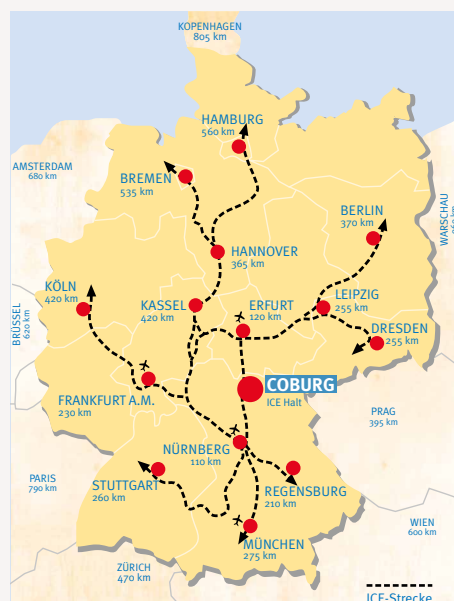 KOPENHAGEN
805 km
HAMBURG
560 km
AMSTERDAM
680 km
BREMEN
535 km
BERLIN
370 km
WARSCHAU
HANNOVER
365 km
KÖLN
420 km
BRÜSSEL
620 km
KASSEL
420 km
ERFURT
120 km
LEIPZIG
255 km
DRESDEN
255 km
COBURG
ICE Halt
FRANKFURT A.M.
230 km
PRAG
395 km
NÜRNBERG
110 km
PARIS
790 km
STUTTGART
260 km
REGENSBURG
210 km
WIEN
600 km
MÜNCHEN
275 km
ZÜRICH
470 km
ICE-Strecke